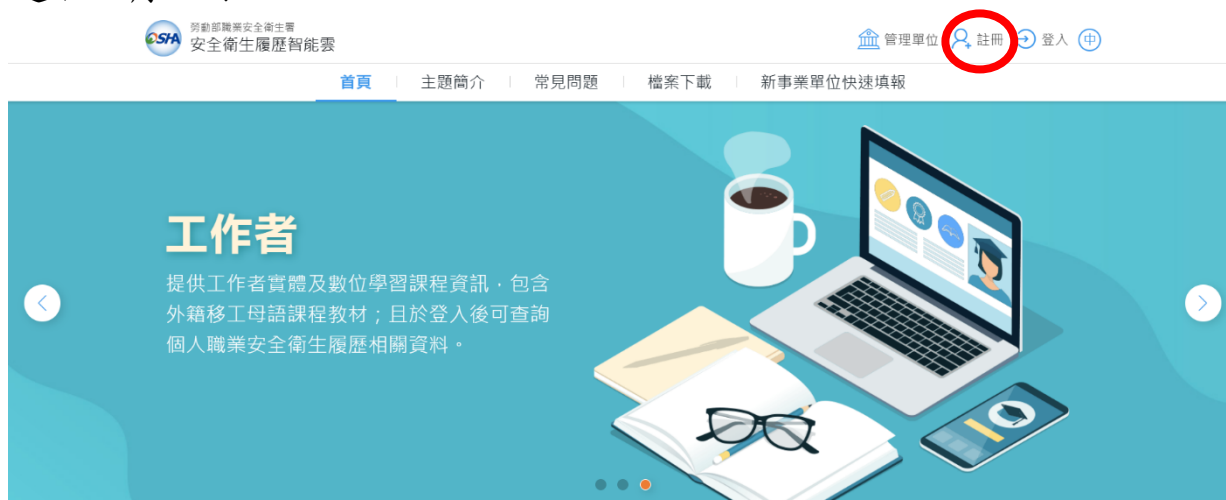 OSHA 勞動部職業安全衛生署
安全衛生履歷智能雲
管理單位 註冊 登入 中
首頁 主題簡介 常見問題 檔案下載 新事業單位快速填報
工作者
提供工作者實體及數位學習課程資訊，包含
外籍移工母語課程教材；且於登入後可查詢
個人職業安全衛生履歷相關資料。